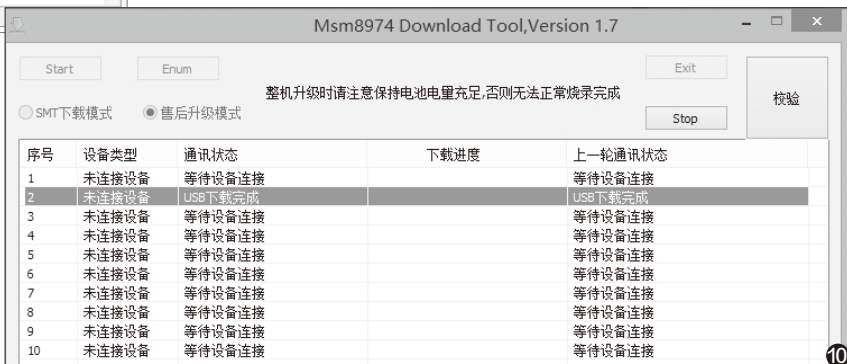 Msm8974 Download Tool,Version 1.7
Start Enum Exit
整机升级时请注意保持电池电量充足,否则无法正常烧录完成
校验
SMT下载模式 售后升级模式 Stop
序号 设备类型 通讯状态 下载进度 上一轮通讯状态
1 未连接设备 等待设备连接 等待设备连接
2 未连接设备 USB下载完成 USB下载完成
3 未连接设备 等待设备连接 等待设备连接
4 未连接设备 等待设备连接 等待设备连接
5 未连接设备 等待设备连接 等待设备连接
6 未连接设备 等待设备连接 等待设备连接
7 未连接设备 等待设备连接 等待设备连接
8 未连接设备 等待设备连接 等待设备连接
9 未连接设备 等待设备连接 等待设备连接
10 未连接设备 等待设备连接 等待设备连接
10